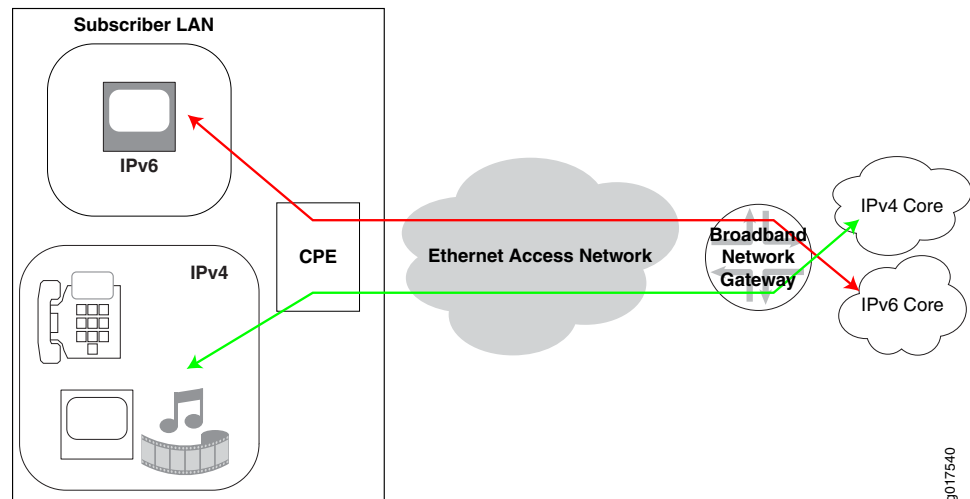 Subscriber LAN
IPv6
IPv4
CPE
Ethernet Access Network
Broadband
Network
Gateway
IPv4 Core
IPv6 Core
g017540